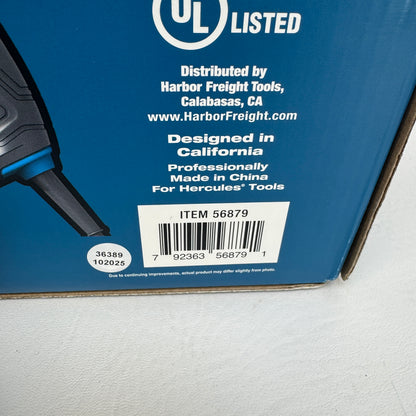 UL LISTED
Distributed by
Harbor Freight Tools,
Calabasas, CA
www.HarborFreight.com
Designed in
California
Professionally
Made in China
For Hercules® Tools
ITEM 56879
7 92363 56879 1
36389
102025
Due to continuing improvements, actual product may differ slightly from photo.